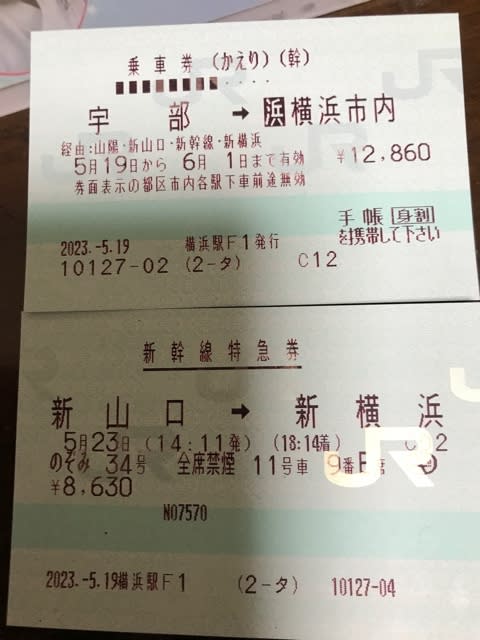 乗車券 (かえり) (幹)
宇部 → 浜 横浜市内
経由:山陽・新山口・新幹線・新横浜
5月19日から 6月 1日まで有効 ¥12,860
券面表示の都区市内各駅下車前途無効
手帳 身割
を携帯して下さい
2023.-5.19 横浜駅F1発行
10127-02 (2-タ) C12
新幹線特急券
新山口 → 新横浜
5月23日 (14:11発) (18:14着) C12
のぞみ 34号 全席禁煙 11号車 9番 席
¥8,630
N07570
2023.-5.19横浜駅F1 (2-タ) 10127-04
JR